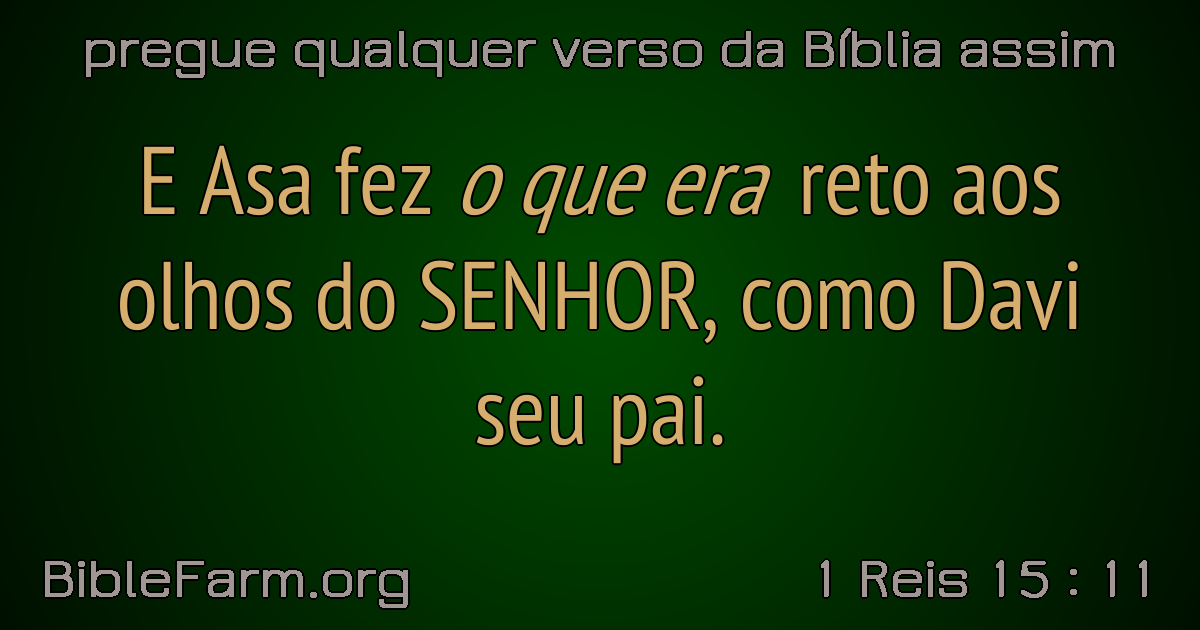 pregue qualquer verso da Bíblia assim
E Asa fez o que era reto aos
olhos do SENHOR, como Davi
seu pai.
BibleFarm.org
1 Reis 15 : 11